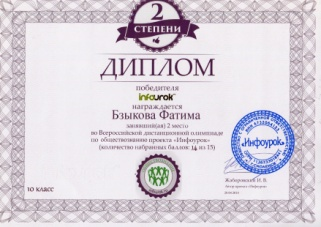 2
СТЕПЕНИ
ДИПЛОМ
победителя
infourok
награждается
Бзыкова Фатима
занявший(ая) 2 место
во Всероссийской дистанционной олимпиаде
по обществознанию проекта «Инфоурок»
(количество набранных баллов: 14 из 15)
«Инфоурок»
Жаборовский И. В.
10 класс